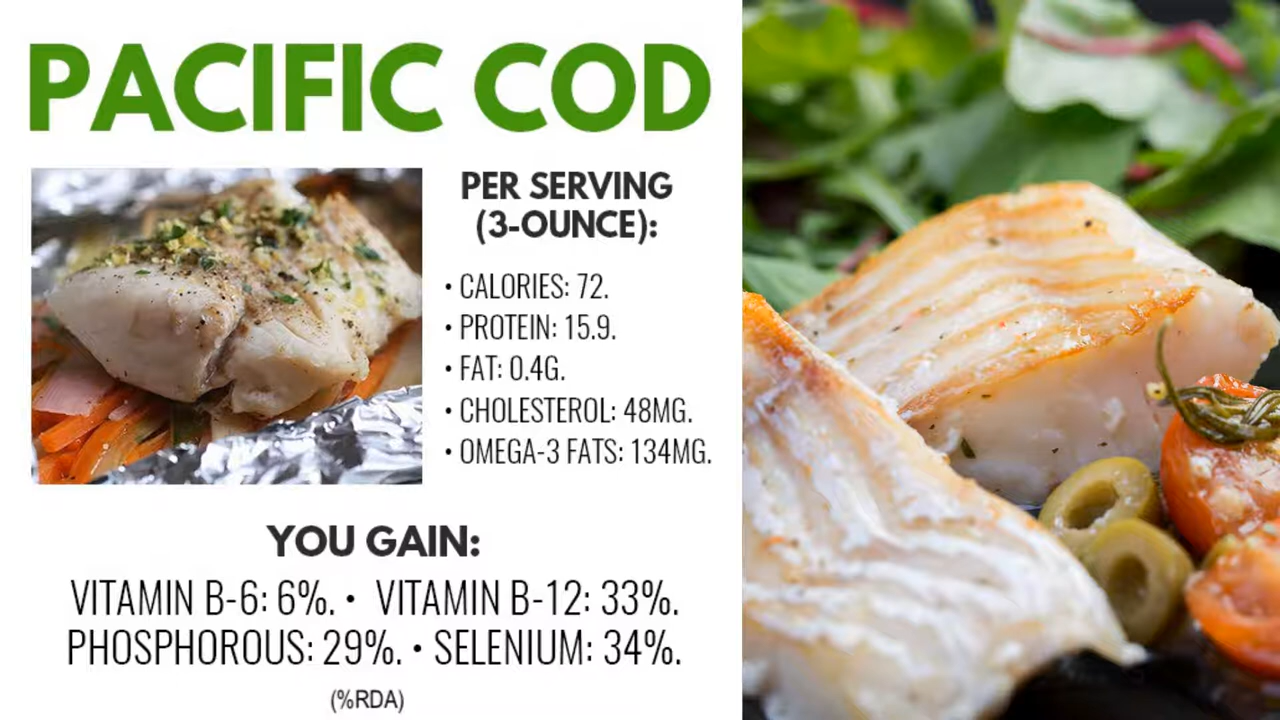 PACIFIC COD
PER SERVING
(3-OUNCE):
• CALORIES: 72.
• PROTEIN: 15.9.
• FAT: 0.4G.
• CHOLESTEROL: 48MG.
• OMEGA-3 FATS: 134MG.
YOU GAIN:
VITAMIN B-6: 6%. • VITAMIN B-12: 33%.
PHOSPHOROUS: 29%. • SELENIUM: 34%.
(%RDA)